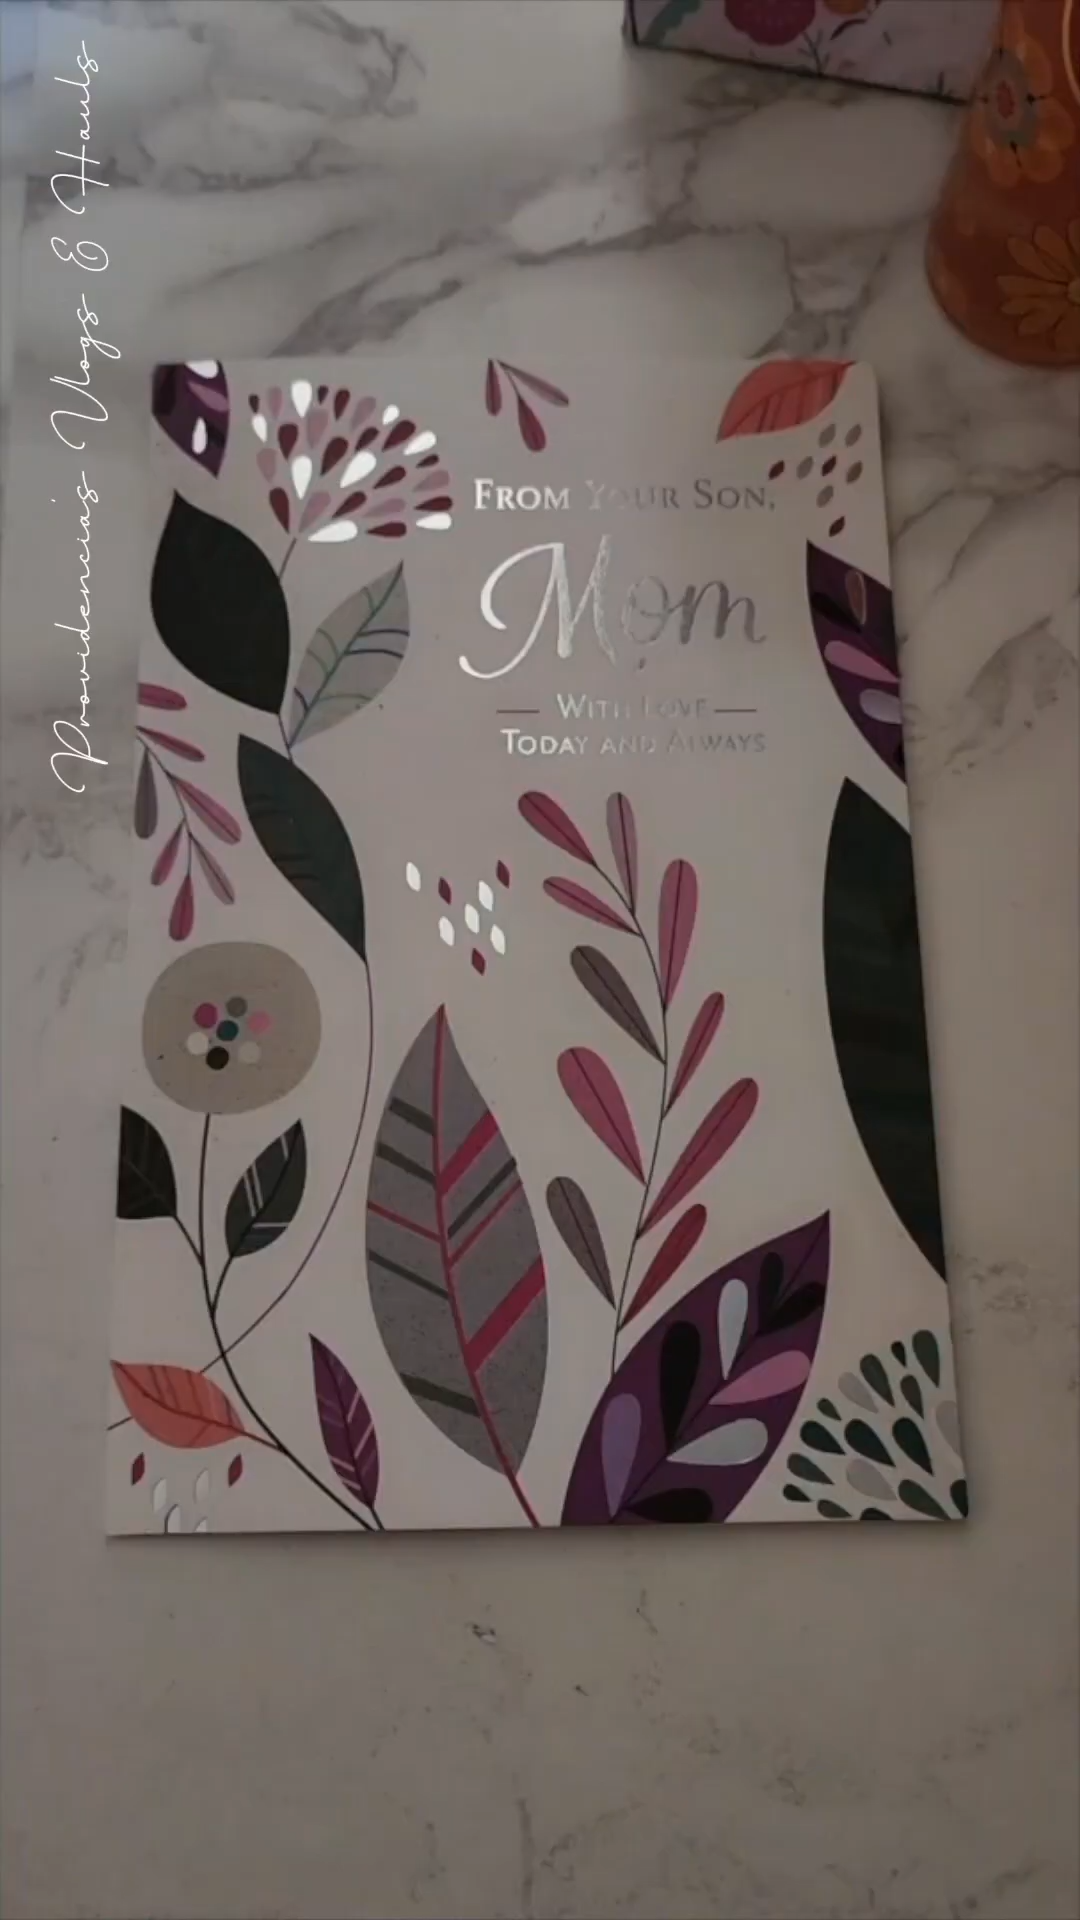 Providencia's Vlogs & Hauls
FROM YOUR SON,
Mom
WITH LOVE
TODAY AND ALWAYS